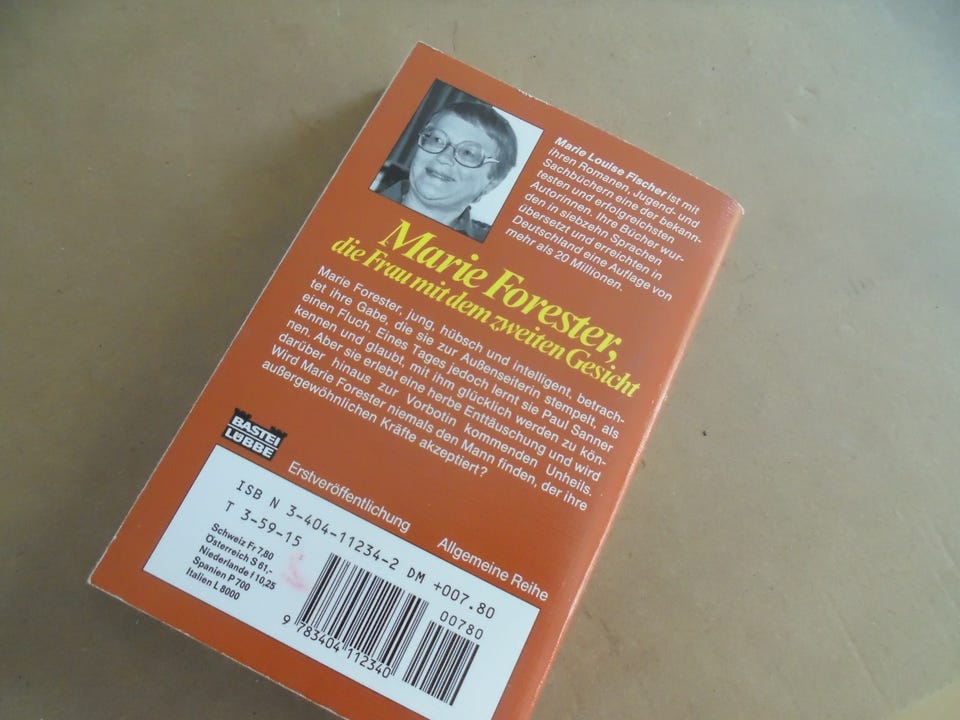 Marie Louise Fischer ist mit
ihren Romanen, Jugend- und
Sachbüchern eine der bekann-
testen und erfolgreichsten
Autorinnen. Ihre Bücher wur-
den in siebzehn Sprachen
übersetzt und erreichten in
Deutschland eine Auflage von
mehr als 20 Millionen.
Marie Forester,
die Frau mit dem zweiten Gesicht
Marie Forester, jung, hübsch und intelligent, betrach-
tet ihre Gabe, die sie zur Außenseiterin stempelt, als
einen Fluch. Eines Tages jedoch lernt sie Paul Sanner
kennen und glaubt, mit ihm glücklich werden zu kön-
nen. Aber sie erlebt eine herbe Enttäuschung und wird
darüber hinaus zur Vorbotin kommenden Unheils.
Wird Marie Forester niemals den Mann finden, der ihre
außergewöhnlichen Kräfte akzeptiert?
BASTEI
LÜBBE
Erstveröffentlichung
Allgemeine Reihe
ISB N 3-404-11234-2 DM +007.80
T 3-59-15
Schweiz Fr 7,80
Österreich S 61,-
Niederlande f 10,25
Spanien P 700
Italien L 8000
00780
9 783404 112340